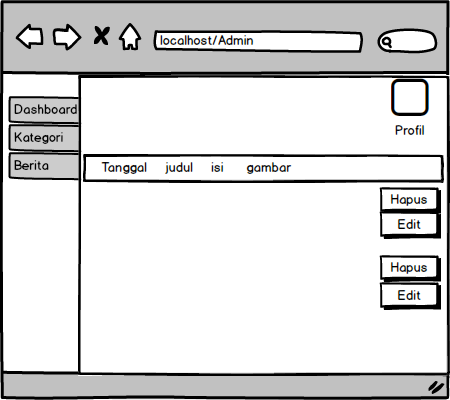 localhost/Admin
Profil
Dashboard
Kategori
Berita
Tanggal judul isi gambar
Hapus
Edit
Hapus
Edit